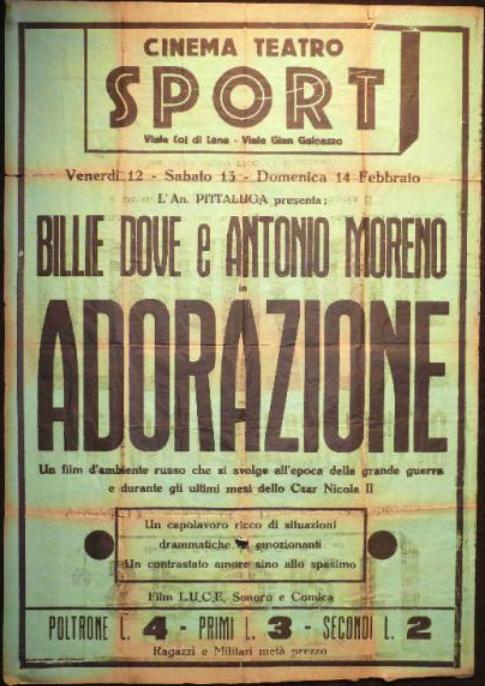 CINEMA TEATRO
SPORT
Viale Col di Lana - Viale Gian Galeazzo
Venerdi 12 - Sabato 13 - Domenica 14 Febbraio
L'An. PITTALUGA presenta:
BILLIE DOVE e ANTONIO MORENO
in
ADORAZIONE
Un film d'ambiente russo che si svolge all'epoca della grande guerra
e durante gli ultimi mesi dello Czar Nicola II
Un capolavoro ricco di situazioni
drammatiche ed emozionanti
Un contrastato amore sino allo spasimo
Film L.U.C.E. Sonoro e Comica
POLTRONE L. 4 - PRIMI L. 3 - SECONDI L. 2
Ragazzi e Militari metà prezzo